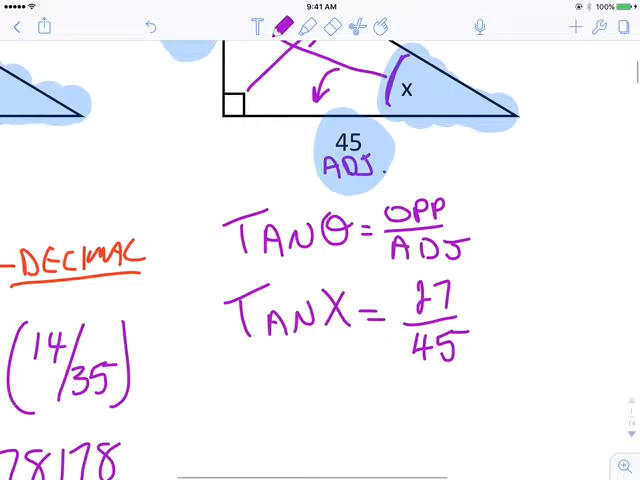 9:41 AM
100%
T
x
45
ADJ.
TANθ = OPP/ADJ
-DECIMAL
TANX = 27/45
(14/35)
78178